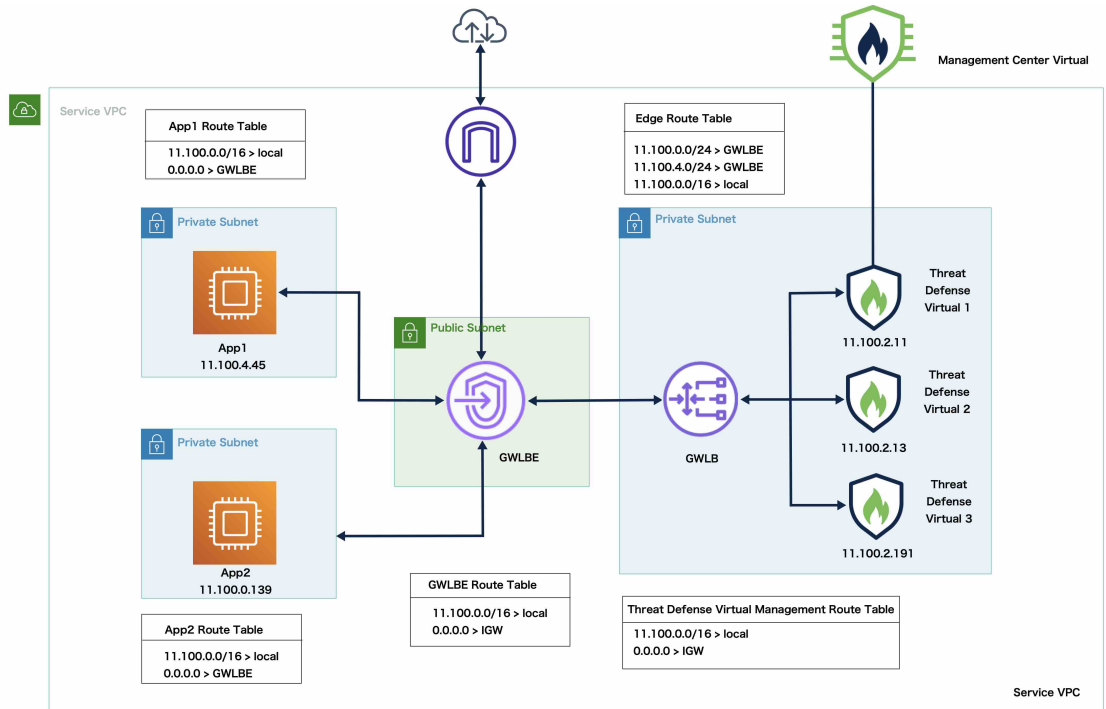 Management Center Virtual
Service VPC
App1 Route Table
11.100.0.0/16 > local
0.0.0.0 > GWLBE
Edge Route Table
11.100.0.0/24 > GWLBE
11.100.4.0/24 > GWLBE
11.100.0.0/16 > local
Private Subnet
App1
11.100.4.45
Public Subnet
GWLBE
Private Subnet
GWLB
Threat
Defense
Virtual 1
11.100.2.11
Threat
Defense
Virtual 2
11.100.2.13
Threat
Defense
Virtual 3
11.100.2.191
Private Subnet
App2
11.100.0.139
App2 Route Table
11.100.0.0/16 > local
0.0.0.0 > GWLBE
GWLBE Route Table
11.100.0.0/16 > local
0.0.0.0 > IGW
Threat Defense Virtual Management Route Table
11.100.0.0/16 > local
0.0.0.0 > IGW
Service VPC